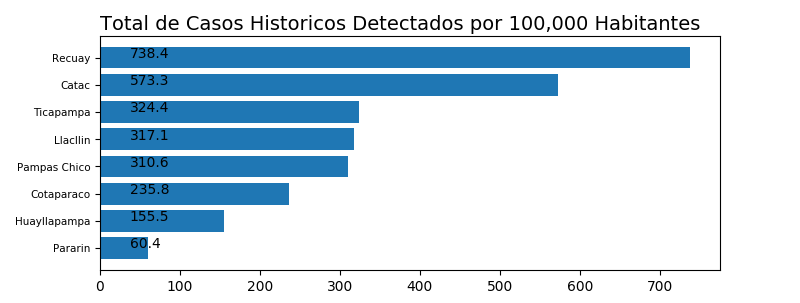 Total de Casos Historicos Detectados por 100,000 Habitantes
Recuay 738.4
Catac 573.3
Ticapampa 324.4
Llacllin 317.1
Pampas Chico 310.6
Cotaparaco 235.8
Huayllapampa 155.5
Pararin 60.4
0 100 200 300 400 500 600 700